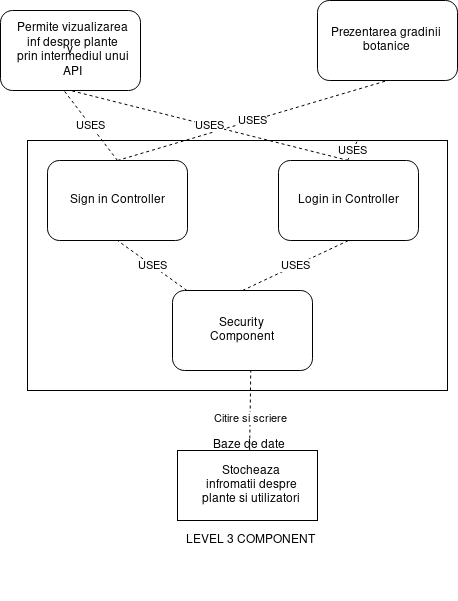 Permite vizualizarea
inf despre plante
prin intermediul unui
API
Prezentarea gradinii
botanice
USES
USES
USES
USES
Sign in Controller
Login in Controller
USES
USES
Security
Component
Citire si scriere
Baze de date
Stocheaza
infromatii despre
plante si utilizatori
LEVEL 3 COMPONENT